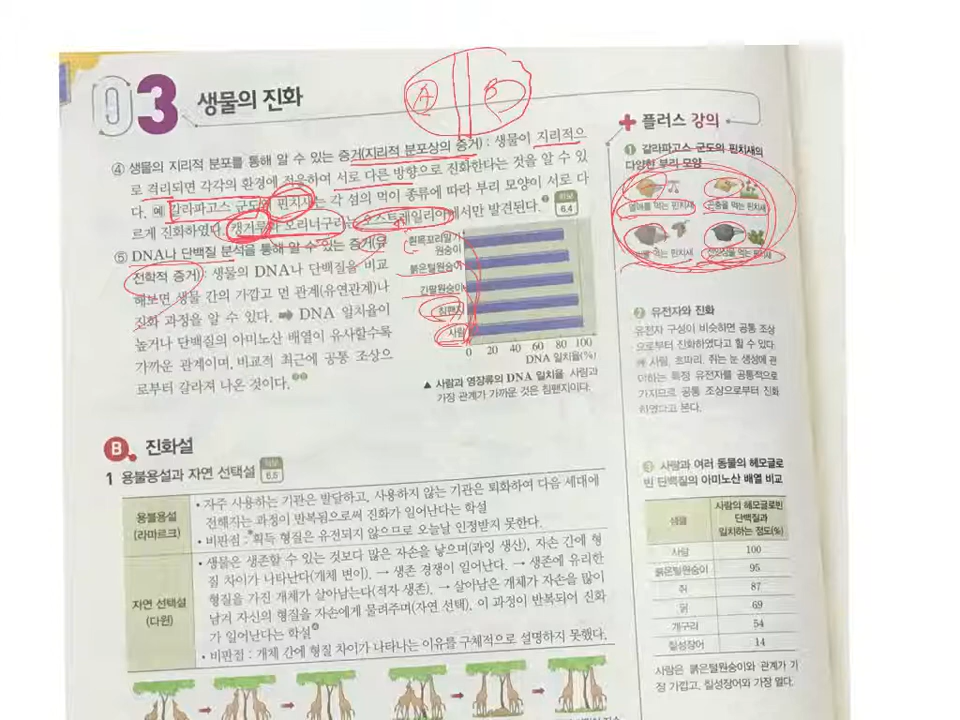 03 생물의 진화
A B
④ 생물의 지리적 분포를 통해 알 수 있는 증거(지리적 분포상의 증거) : 생물이 지리적으
로 격리되면 각각의 환경에 적응하여 서로 다른 방향으로 진화한다는 것을 알 수 있
다. 예 갈라파고스 군도의 핀치새는 각 섬의 먹이 종류에 따라 부리 모양이 서로 다
르게 진화하였다. 캥거루와 오리너구리는 오스트레일리아에서만 발견된다.
6.4
⑤ DNA나 단백질 분석을 통해 알 수 있는 증거(유
전학적 증거) : 생물의 DNA나 단백질을 비교
해보면 생물 간의 가깝고 먼 관계(유연관계)나
진화 과정을 알 수 있다. ➡ DNA 일치율이
높거나 단백질의 아미노산 배열이 유사할수록
가까운 관계이며, 비교적 최근에 공통 조상으
로부터 갈라져 나온 것이다.
흰목꼬리말기
원숭이
붉은털원숭이
긴팔원숭이
침팬지
사람
0 20 40 60 80 100
DNA 일치율(%)
▲ 사람과 영장류의 DNA 일치율 사람과
가장 관계가 가까운 것은 침팬지이다.
B 진화설
1 용불용설과 자연 선택설
6.5
용불용설
(라마르크)
• 자주 사용하는 기관은 발달하고, 사용하지 않는 기관은 퇴화하여 다음 세대에
전해지는 과정이 반복됨으로써 진화가 일어난다는 학설
• 비판점 : 획득 형질은 유전되지 않으므로 오늘날 인정받지 못한다.
자연 선택설
(다윈)
• 생물은 생존할 수 있는 것보다 많은 자손을 낳으며(과잉 생산), 자손 간에 형
질 차이가 나타난다(개체 변이). → 생존 경쟁이 일어난다. → 생존에 유리한
형질을 가진 개체가 살아남는다(적자 생존). → 살아남은 개체가 자손을 많이
남겨 자신의 형질을 자손에게 물려주며(자연 선택), 이 과정이 반복되어 진화
가 일어난다는 학설
• 비판점 : 개체 간에 형질 차이가 나타나는 이유를 구체적으로 설명하지 못했다.
플러스 강의
① 갈라파고스 군도의 핀치새의
다양한 부리 모양
열매를 먹는 핀치새 곤충을 먹는 핀치새
먹는 핀치새 선인장을 먹는 핀치새
② 유전자와 진화
유전자 구성이 비슷하면 공통 조상
으로부터 진화하였다고 할 수 있다.
예 사람, 초파리, 쥐는 눈 생성에 관
여하는 특정 유전자를 공통적으로
가지므로 공통 조상으로부터 진화
하였다고 본다.
③ 사람과 여러 동물의 헤모글로
빈 단백질의 아미노산 배열 비교
생물 사람의 헤모글로빈
단백질과
일치하는 정도(%)
사람 100
붉은털원숭이 95
쥐 87
닭 69
개구리 54
칠성장어 14
사람은 붉은털원숭이와 관계가 가
장 가깝고, 칠성장어와 가장 멀다.